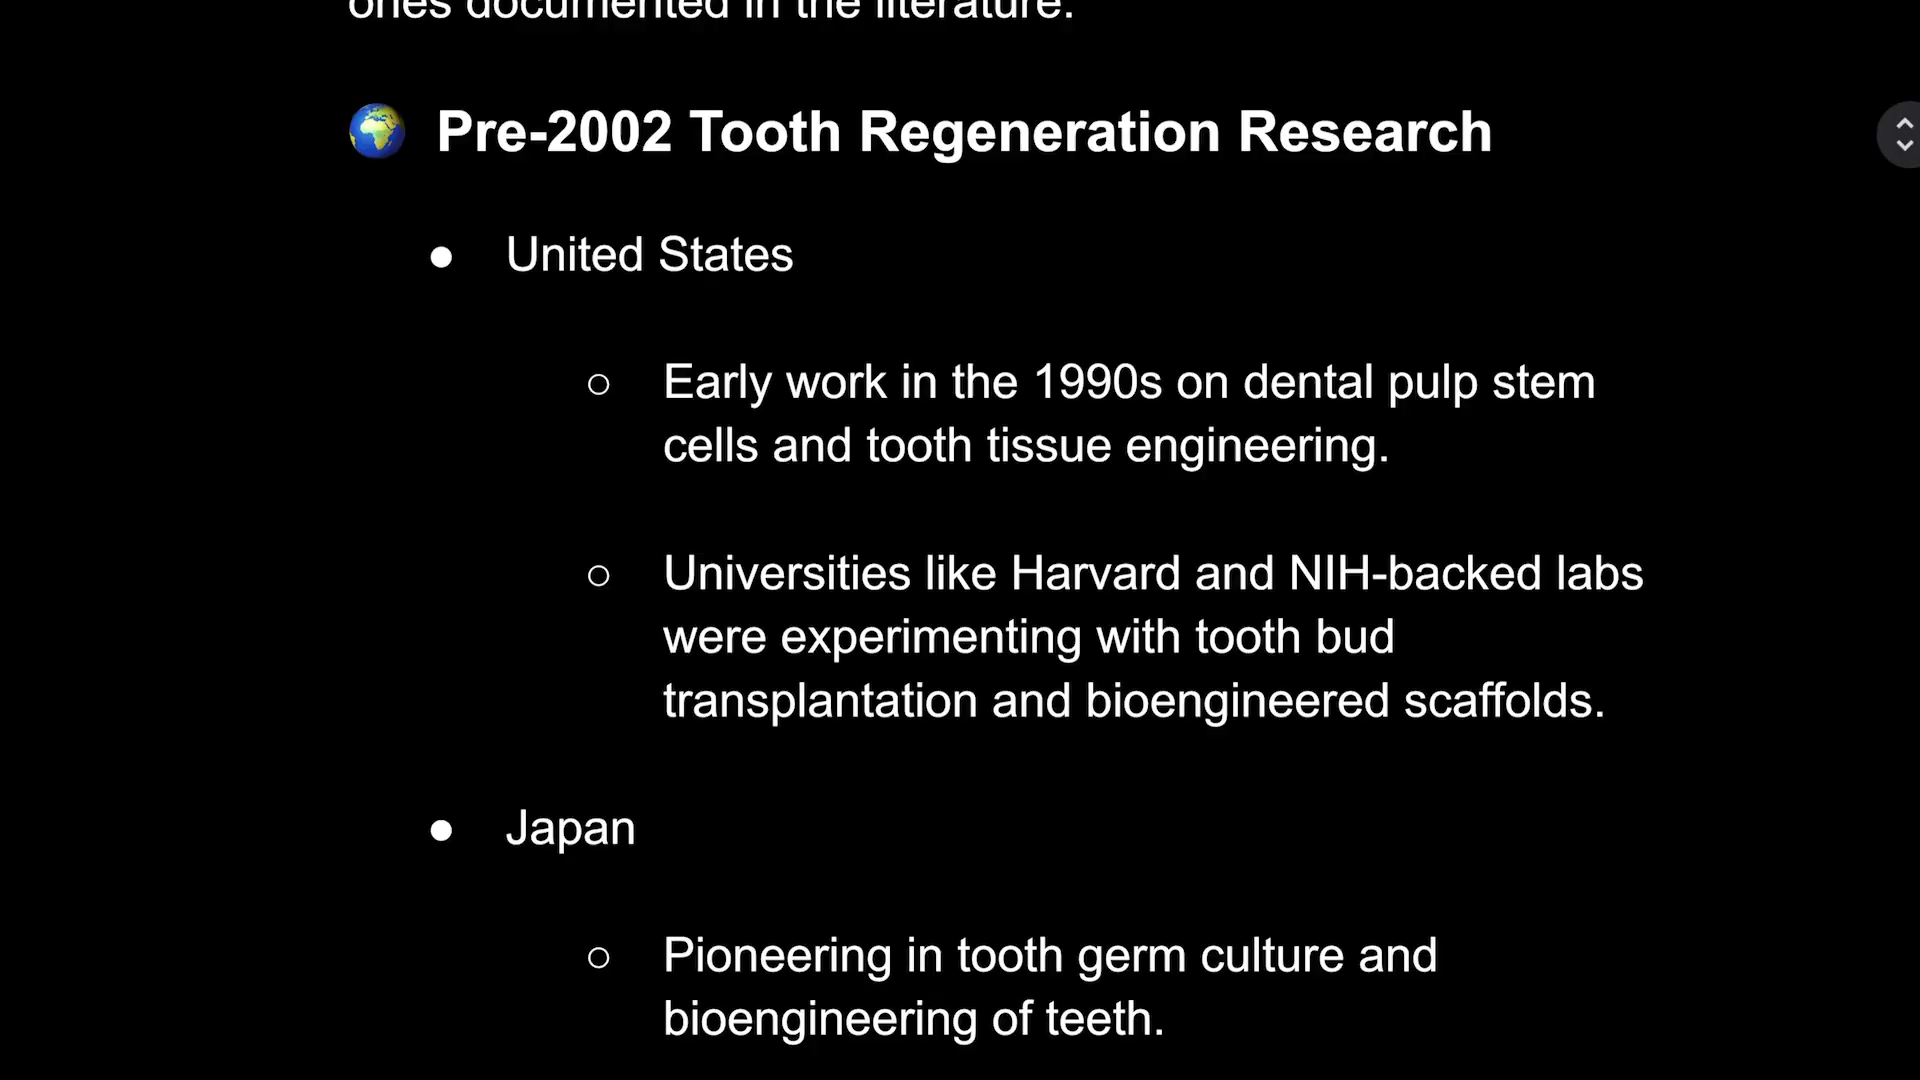 ones documented in the literature.
🌍 Pre-2002 Tooth Regeneration Research
● United States
○ Early work in the 1990s on dental pulp stem
cells and tooth tissue engineering.
○ Universities like Harvard and NIH-backed labs
were experimenting with tooth bud
transplantation and bioengineered scaffolds.
● Japan
○ Pioneering in tooth germ culture and
bioengineering of teeth.